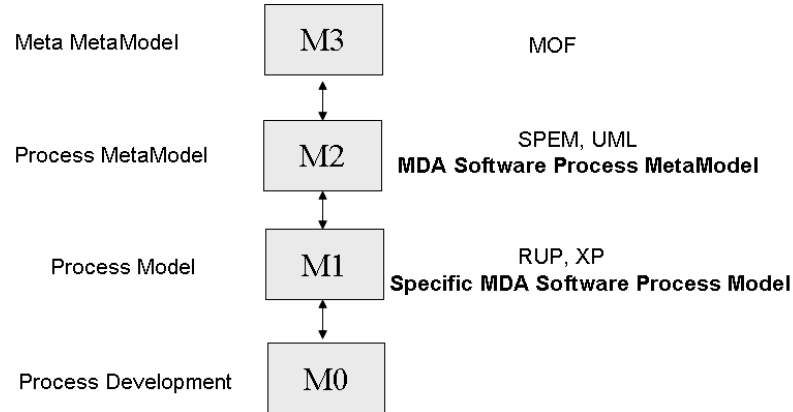 Meta MetaModel M3 MOF
Process MetaModel M2 SPEM, UML
MDA Software Process MetaModel
Process Model M1 RUP, XP
Specific MDA Software Process Model
Process Development M0